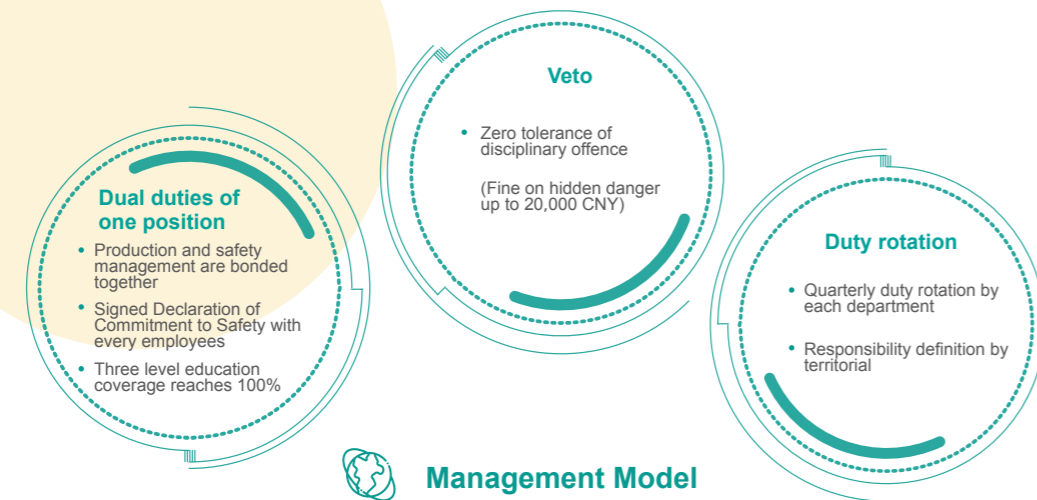 Dual duties of
one position
• Production and safety
management are bonded
together
• Signed Declaration of
Commitment to Safety with
every employees
• Three level education
coverage reaches 100%
Veto
• Zero tolerance of
disciplinary offence
(Fine on hidden danger
up to 20,000 CNY)
Duty rotation
• Quarterly duty rotation by
each department
• Responsibility definition by
territorial
Management Model